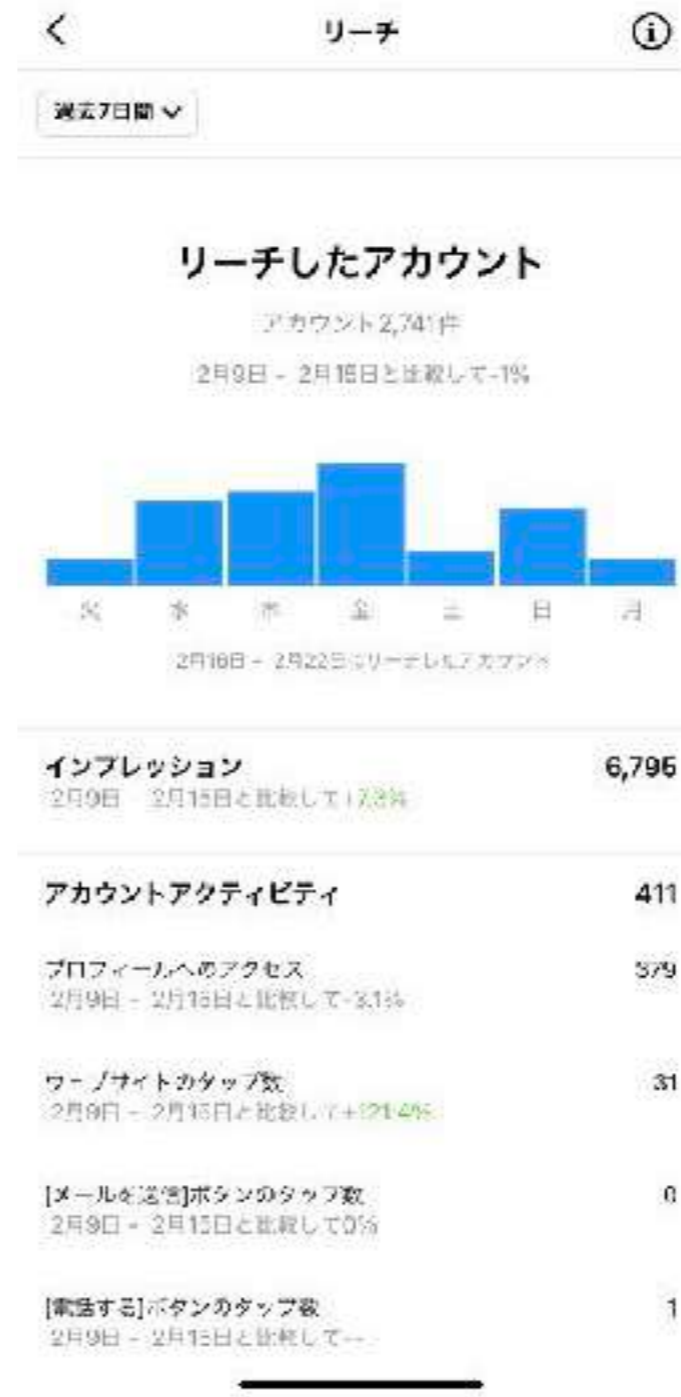 リーチ
過去7日間
リーチしたアカウント
アカウント2,741件
2月9日 - 2月15日と比較して-1%
火 水 木 金 土 日 月
2月16日 - 2月22日にリーチしたアカウント
インプレッション 6,795
2月9日 - 2月15日と比較して+7.3%
アカウントアクティビティ 411
プロフィールへのアクセス 379
2月9日 - 2月15日と比較して-3.1%
ウェブサイトのタップ数 31
2月9日 - 2月15日と比較して+121.4%
[メールを送信]ボタンのタップ数 0
2月9日 - 2月15日と比較して0%
[電話する]ボタンのタップ数 1
2月9日 - 2月15日と比較して--